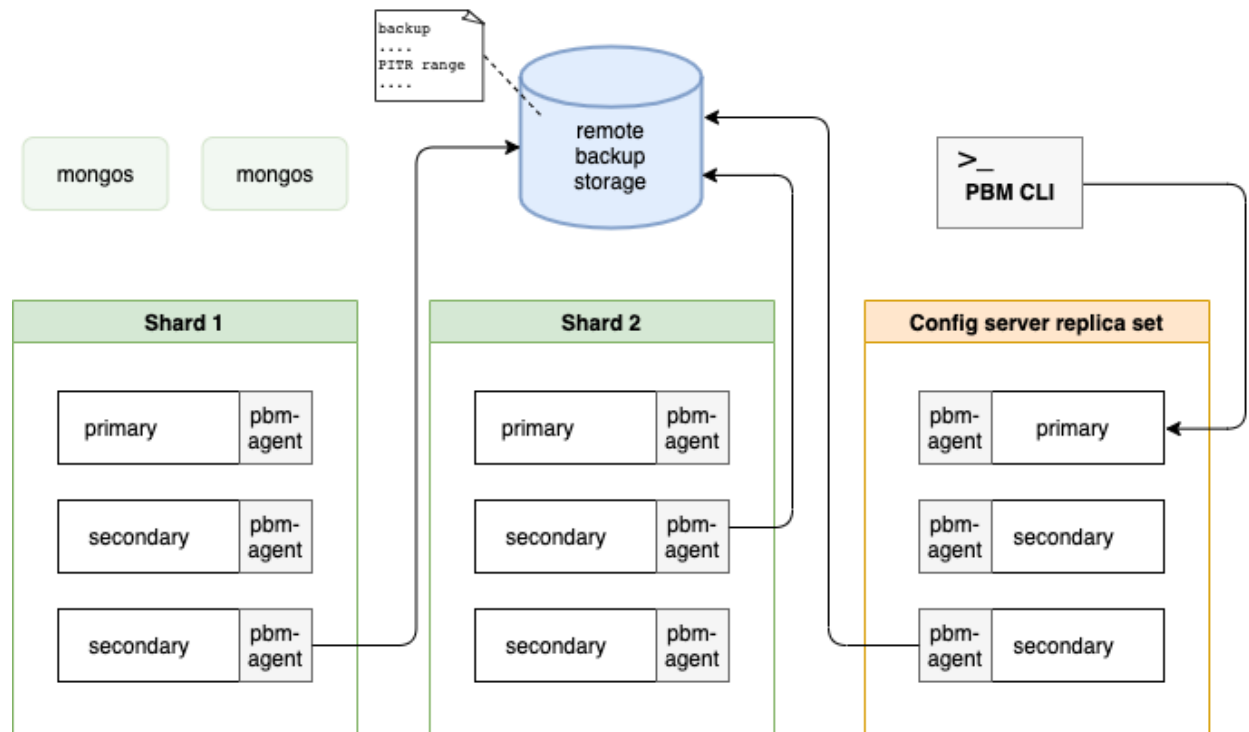 backup
....
PITR range
....
remote
backup
storage
mongos
mongos
>_
PBM CLI
Shard 1
primary
pbm-
agent
secondary
pbm-
agent
secondary
pbm-
agent
Shard 2
primary
pbm-
agent
secondary
pbm-
agent
secondary
pbm-
agent
Config server replica set
pbm-
agent
primary
pbm-
agent
secondary
pbm-
agent
secondary